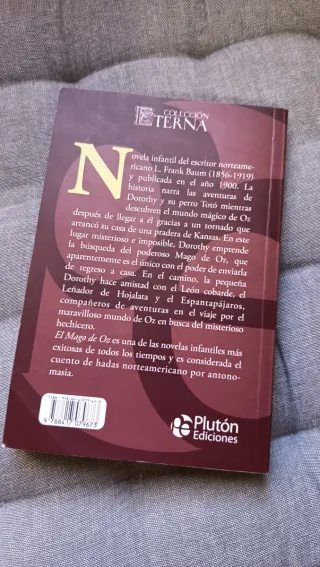 COLECCIÓN
ETERNA
Novela infantil del escritor norteame-
ricano L. Frank Baum (1856-1919)
y publicada en el año 1900. La
historia narra las aventuras de
Dorothy y su perro Totó mientras
descubren el mundo mágico de Oz
después de llegar a él gracias a un tornado que
arrancó su casa de una pradera de Kansas. En este
lugar misterioso e imposible, Dorothy emprende
la búsqueda del poderoso Mago de Oz, que
aparentemente es el único con el poder de enviarla
de regreso a casa. En el camino, la pequeña
Dorothy hace amistad con el León cobarde, el
Leñador de Hojalata y el Espantapájaros,
compañeros de aventuras en el viaje por el
maravilloso mundo de Oz en busca del misterioso
hechicero.
El Mago de Oz es una de las novelas infantiles más
exitosas de todos los tiempos y es considerada el
cuento de hadas norteamericano por antono-
masia.
9 788417 079673
Plutón
Ediciones